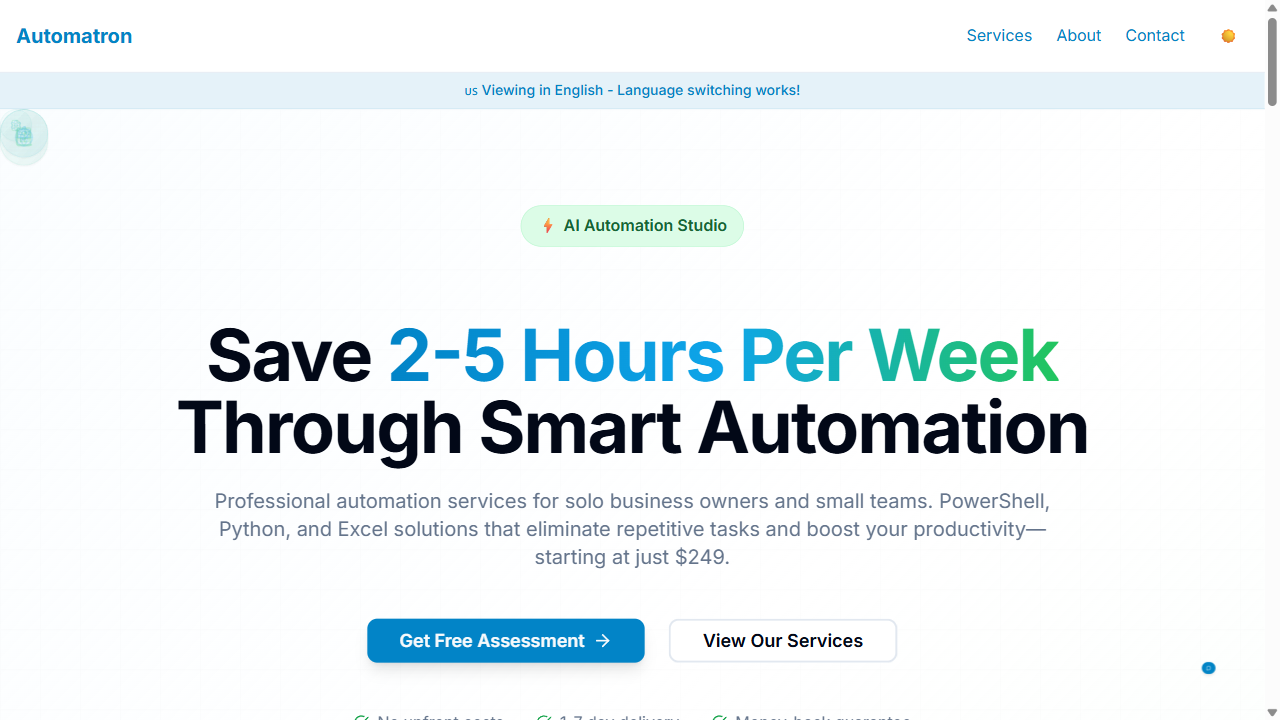 Automatron
Services About Contact
US Viewing in English - Language switching works!
AI Automation Studio
Save 2-5 Hours Per Week
Through Smart Automation
Professional automation services for solo business owners and small teams. PowerShell,
Python, and Excel solutions that eliminate repetitive tasks and boost your productivity—
starting at just $249.
Get Free Assessment →
View Our Services
No upfront costs 1-7 day delivery Money-back guarantee